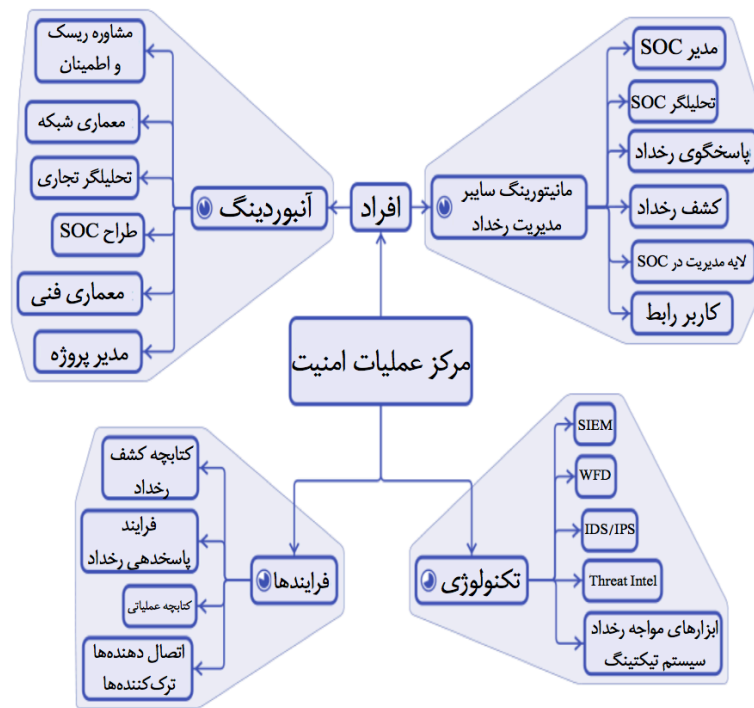 مدیر SOC
تحلیلگر SOC
پاسخگوی رخداد
کشف رخداد
لایه مدیریت در SOC
کاربر رابط
مانیتورینگ سایبر
مدیریت رخداد
افراد
آنبوردینگ
مشاوره ریسک
و اطمینان
معماری شبکه
تحلیلگر تجاری
طراح SOC
معماری فنی
مدیر پروژه
مرکز عملیات امنیت
SIEM
WFD
IDS/IPS
Threat Intel
ابزارهای مواجه رخداد
سیستم تیکتینگ
تکنولوژی
فرایندها
کتابچه کشف
رخداد
فرایند
پاسخدهی رخداد
کتابچه عملیاتی
اتصال دهنده‌ها
ترک‌کننده‌ها